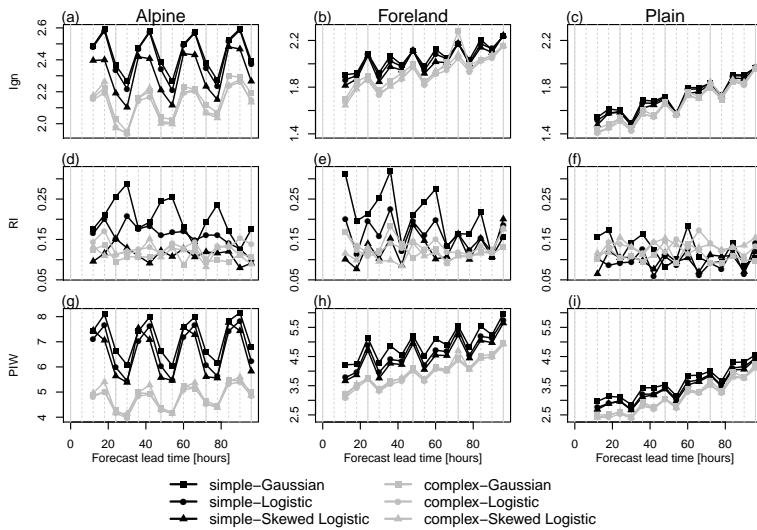 Alpine Foreland Plain
(a) (b) (c)
Ign
2.0 2.2 2.4 2.6
1.4 1.8 2.2
1.4 1.8 2.2
(d) (e) (f)
RI
0.05 0.15 0.25
0.05 0.15 0.25
0.05 0.15 0.25
(g) (h) (i)
PIW
4 5 6 7 8
2.5 3.5 4.5 5.5
2.5 3.5 4.5 5.5
0 20 40 60 80 0 20 40 60 80 0 20 40 60 80
Forecast lead time [hours] Forecast lead time [hours] Forecast lead time [hours]
simple−Gaussian complex−Gaussian
simple−Logistic complex−Logistic
simple−Skewed Logistic complex−Skewed Logistic